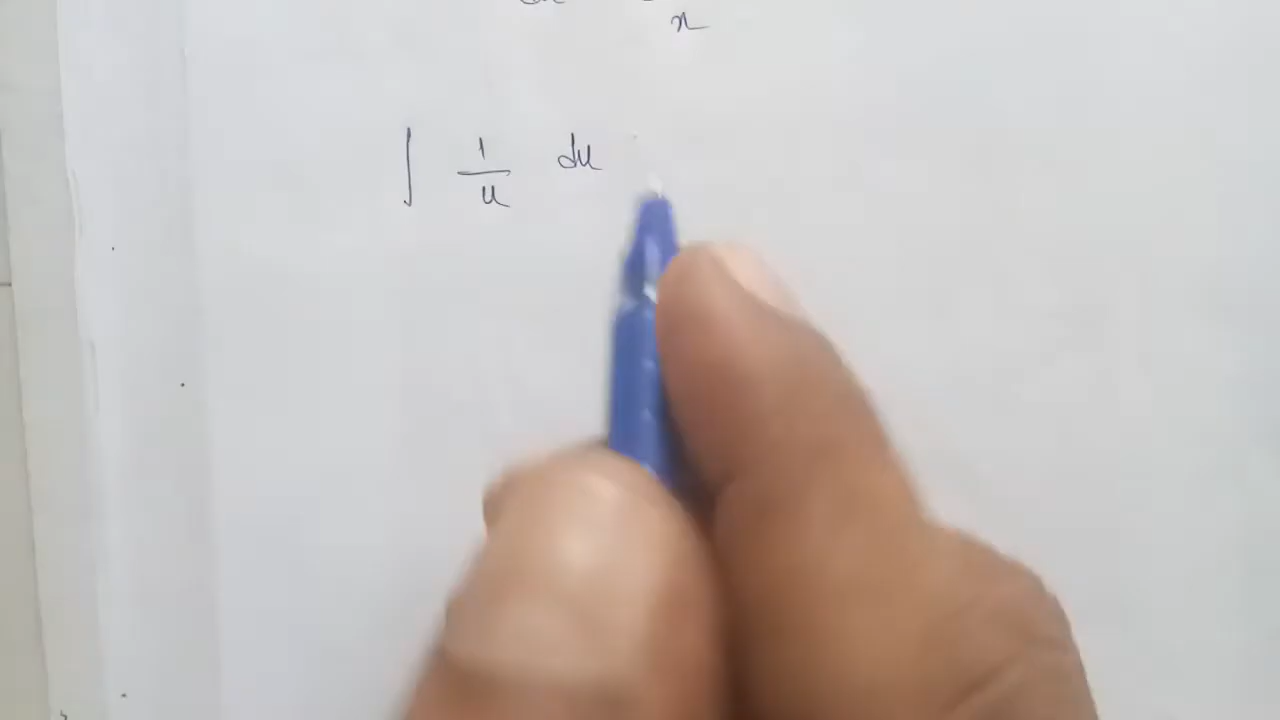 x
∫ 1/u du